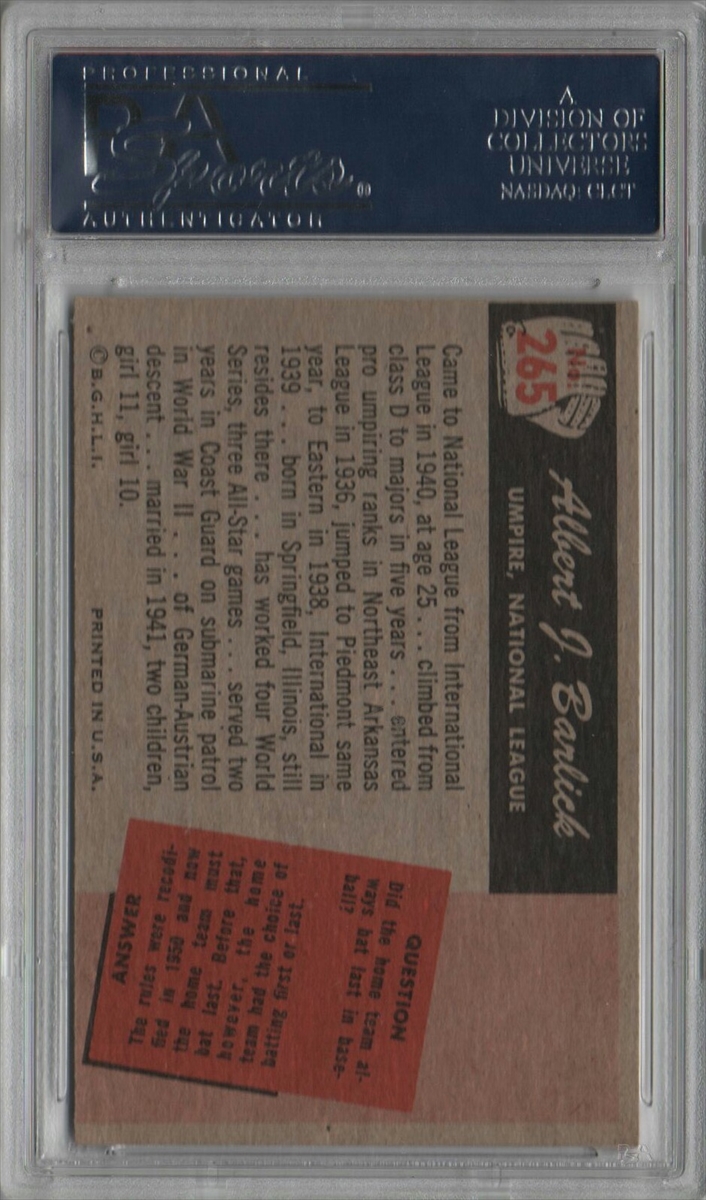 PROFESSIONAL
PSA
Sports®
AUTHENTICATOR
A
DIVISION OF
COLLECTORS
UNIVERSE
NASDAQ: CLCT
No.
265
Albert J. Barlick
UMPIRE, NATIONAL LEAGUE
Came to National League from International
League in 1940, at age 25 ... climbed from
class D to majors in five years ... entered
pro umpiring ranks in Northeast Arkansas
League in 1936, jumped to Piedmont same
year, to Eastern in 1938, International in
1939 ... born in Springfield, Illinois, still
resides there ... has worked four World
Series, three All-Star games ... served two
years in Coast Guard on submarine patrol
in World War II ... of German-Austrian
descent ... married in 1941, two children,
girl 11, girl 10.
©B.G.H.L.I.
PRINTED IN U.S.A.
QUESTION
Did the home team al-
ways bat last in base-
ball?
ANSWER
The rules were recodi-
fied in 1950 and now
the home team must
bat last. Before that,
however, the home
team had the choice of
batting first or last.
PSA